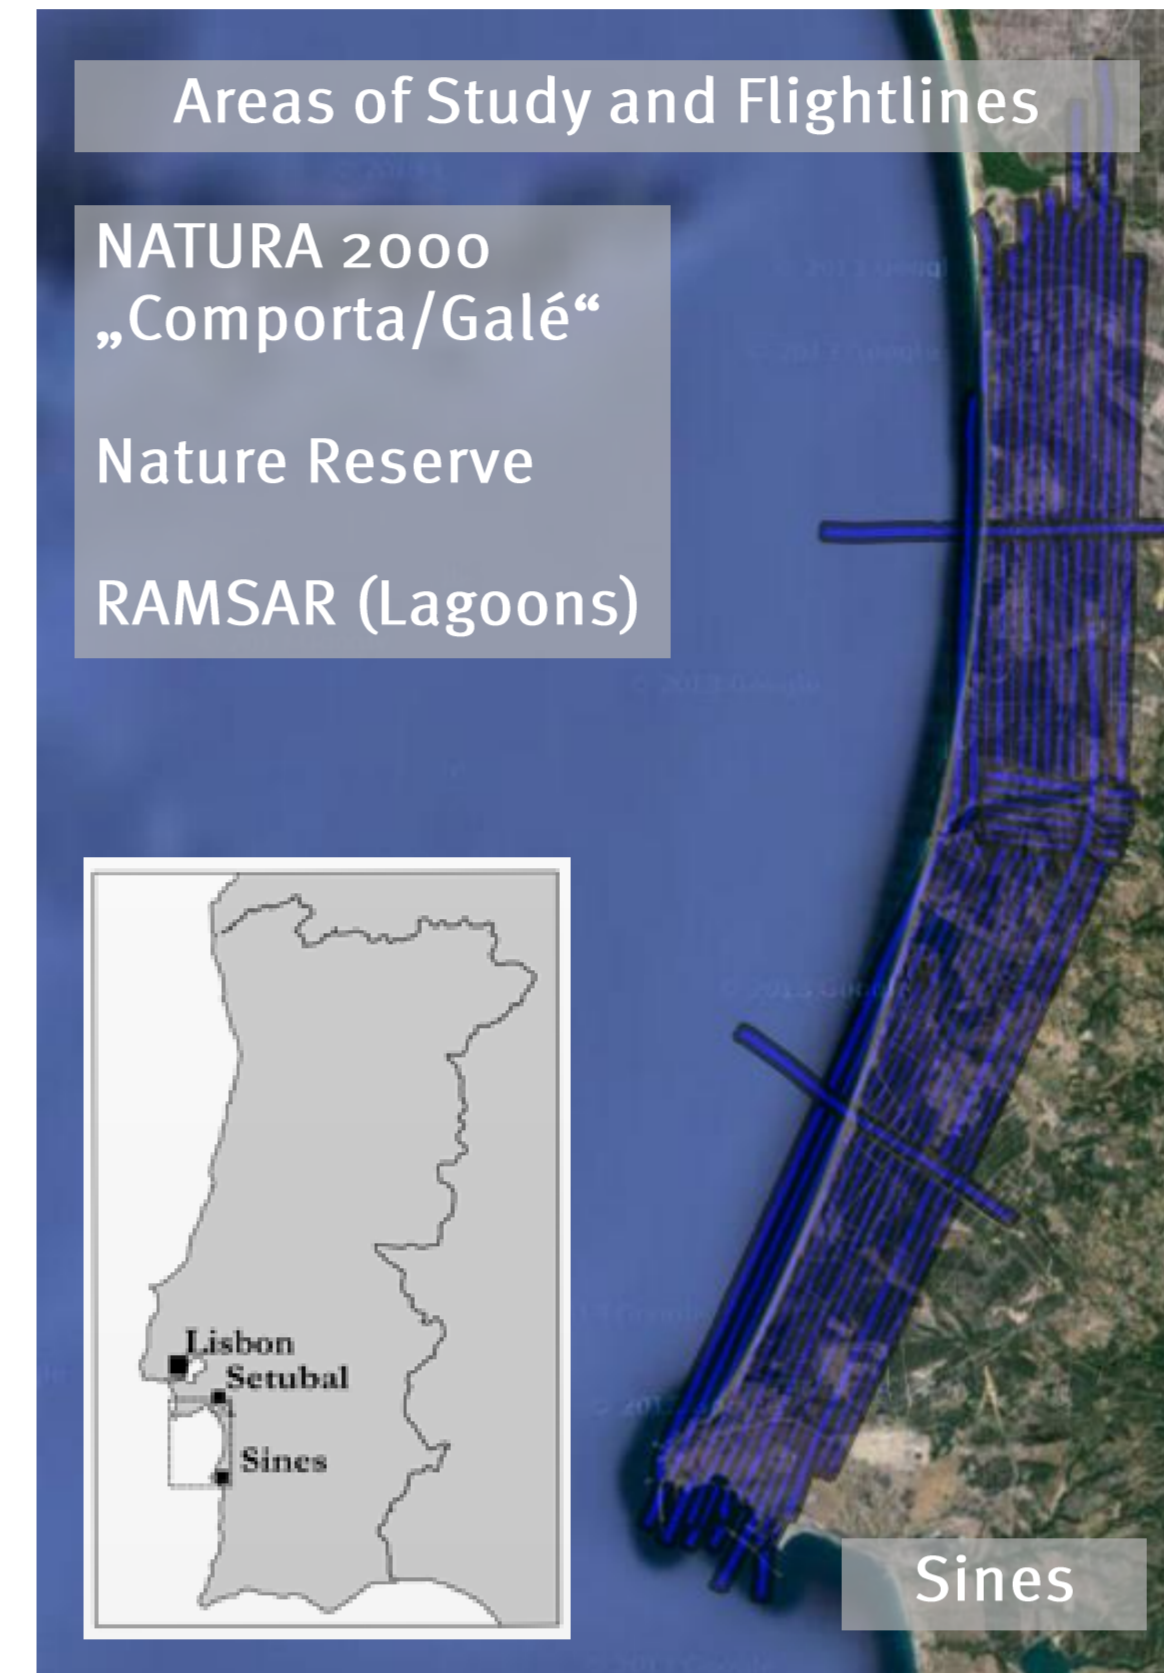 Areas of Study and Flightlines
NATURA 2000
„Comporta/Galé“
Nature Reserve
RAMSAR (Lagoons)
Lisbon
Setubal
Sines
Sines